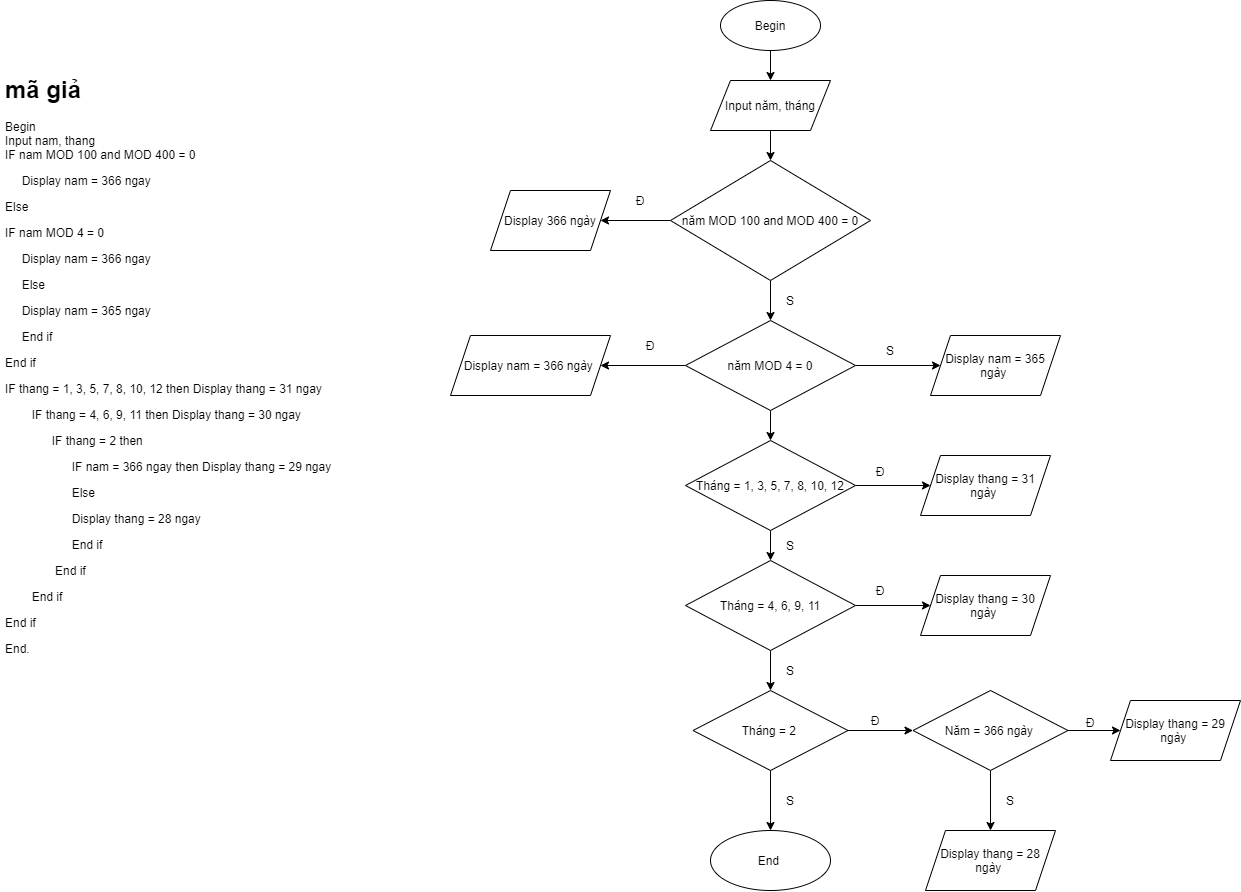 mã giả
Begin
Input nam, thang
IF nam MOD 100 and MOD 400 = 0
Display nam = 366 ngay
Else
IF nam MOD 4 = 0
Display nam = 366 ngay
Else
Display nam = 365 ngay
End if
End if
IF thang = 1, 3, 5, 7, 8, 10, 12 then Display thang = 31 ngay
IF thang = 4, 6, 9, 11 then Display thang = 30 ngay
IF thang = 2 then
IF nam = 366 ngay then Display thang = 29 ngay
Else
Display thang = 28 ngay
End if
End if
End if
End if
End.
Begin
Input năm, tháng
năm MOD 100 and MOD 400 = 0
Đ
Display 366 ngày
S
năm MOD 4 = 0
Đ
Display nam = 366 ngày
S
Display nam = 365
ngày
Tháng = 1, 3, 5, 7, 8, 10, 12
Đ
Display thang = 31
ngày
S
Tháng = 4, 6, 9, 11
Đ
Display thang = 30
ngày
S
Tháng = 2
Đ
Năm = 366 ngày
Đ
Display thang = 29
ngày
S
S
End
Display thang = 28
ngày